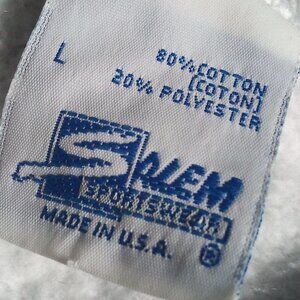 L
80% COTTON
(COTON)
20% POLYESTER
SALEM
SPORTSWEAR
MADE IN U.S.A. ®